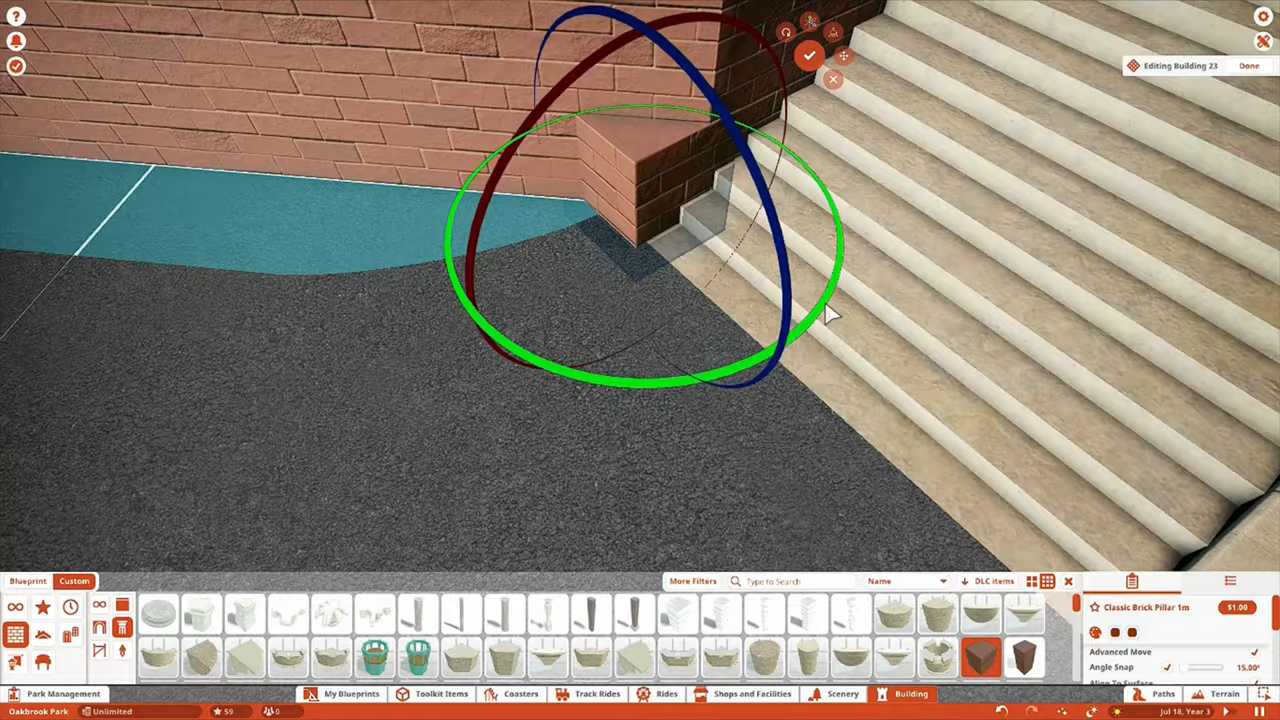 Editing Building 23
Done
Blueprint
Custom
More Filters
Type to Search
Name
DLC items
Classic Brick Pillar 1m
$1.00
Advanced Move
Angle Snap
15.00°
Park Management
My Blueprints
Toolkit Items
Coasters
Track Rides
Rides
Shops and Facilities
Scenery
Building
Paths
Terrain
Oakbrook Park
Unlimited
59
0
Jul 18, Year 3